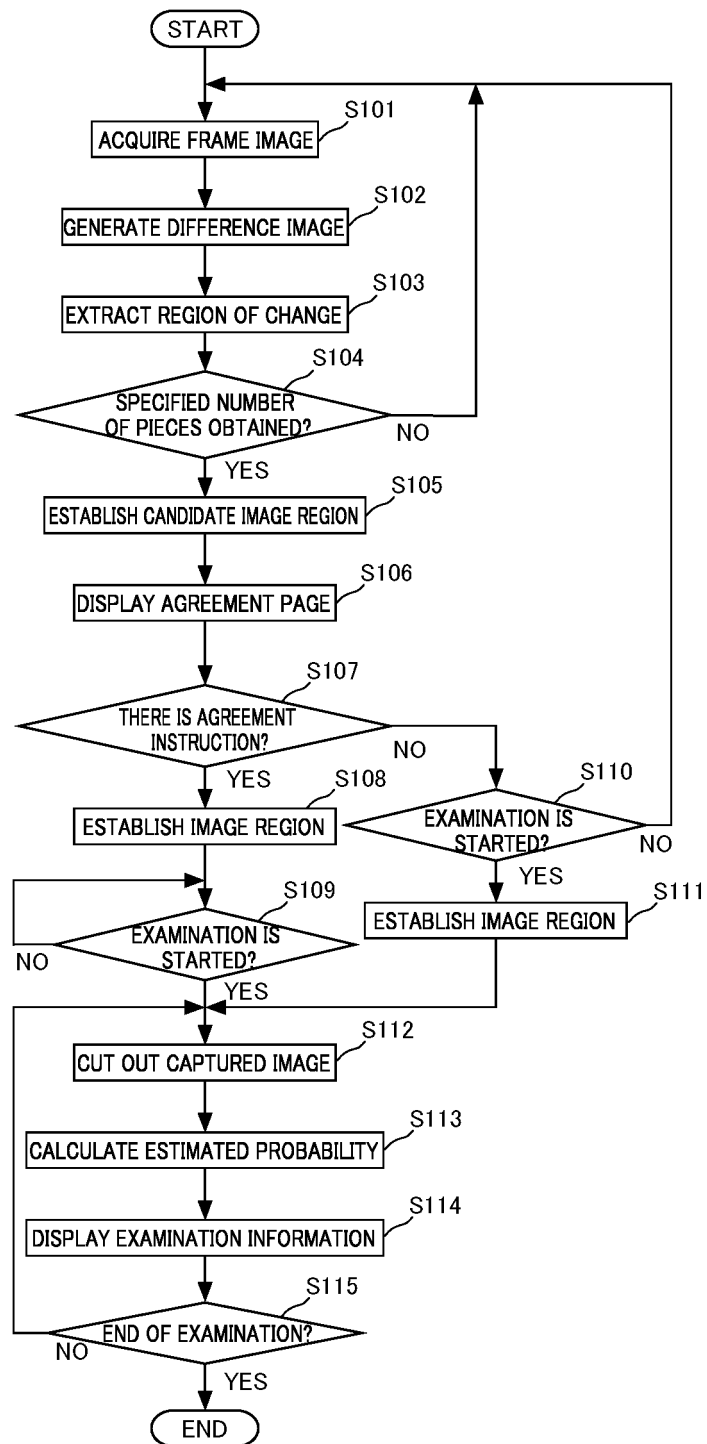 START
S101
ACQUIRE FRAME IMAGE
S102
GENERATE DIFFERENCE IMAGE
S103
EXTRACT REGION OF CHANGE
S104
SPECIFIED NUMBER
OF PIECES OBTAINED?
NO
YES
S105
ESTABLISH CANDIDATE IMAGE REGION
S106
DISPLAY AGREEMENT PAGE
S107
THERE IS AGREEMENT
INSTRUCTION?
NO
YES
S108
ESTABLISH IMAGE REGION
S110
EXAMINATION IS
STARTED?
NO
YES
S109
EXAMINATION IS
STARTED?
NO
YES
S111
ESTABLISH IMAGE REGION
S112
CUT OUT CAPTURED IMAGE
S113
CALCULATE ESTIMATED PROBABILITY
S114
DISPLAY EXAMINATION INFORMATION
S115
END OF EXAMINATION?
NO
YES
END